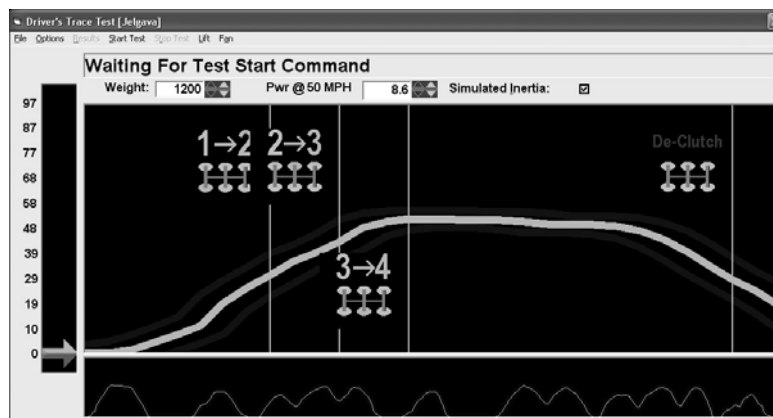 Driver's Trace Test [Jelgava]
File Options Results Start Test Stop Test Lift Fan
Waiting For Test Start Command
Weight: 1200 Pwr @ 50 MPH 8.6 Simulated Inertia:
97
87
77
68
58
48
39
29
19
10
0
1→2 2→3
De-Clutch
3→4